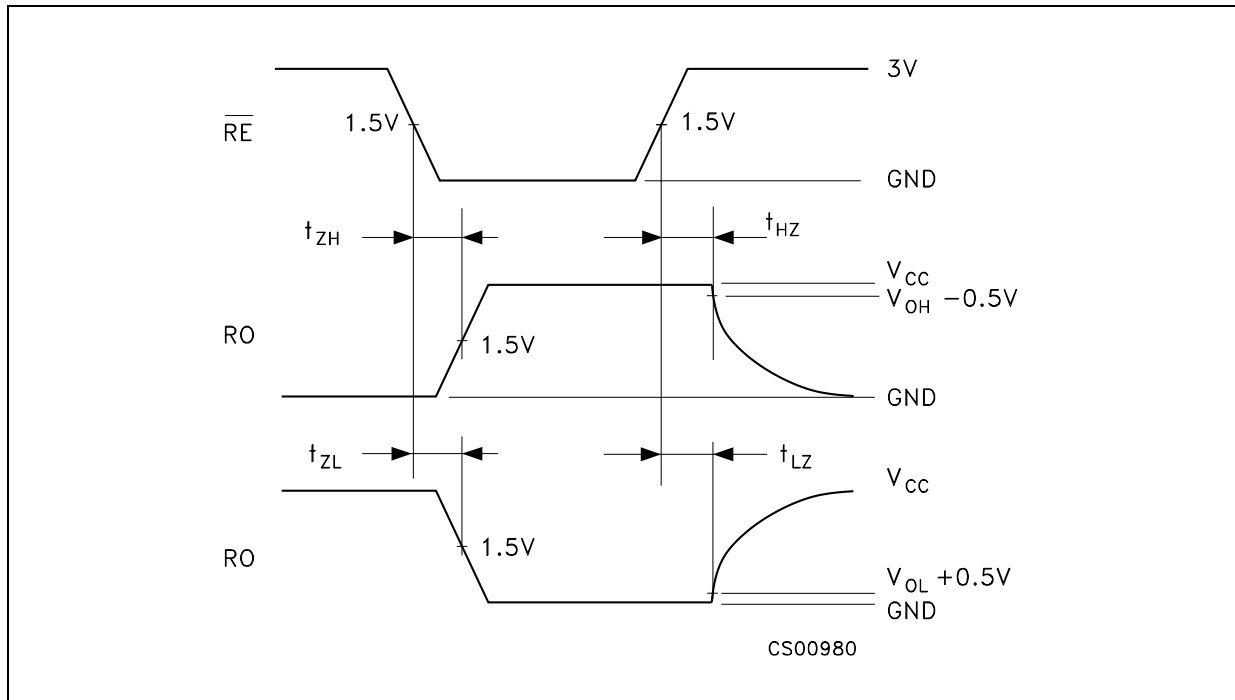 3V
1.5V
1.5V
R̅E̅
GND
tZH
tHZ
VCC
VOH −0.5V
RO
1.5V
GND
tZL
tLZ
VCC
1.5V
RO
VOL +0.5V
GND
CS00980